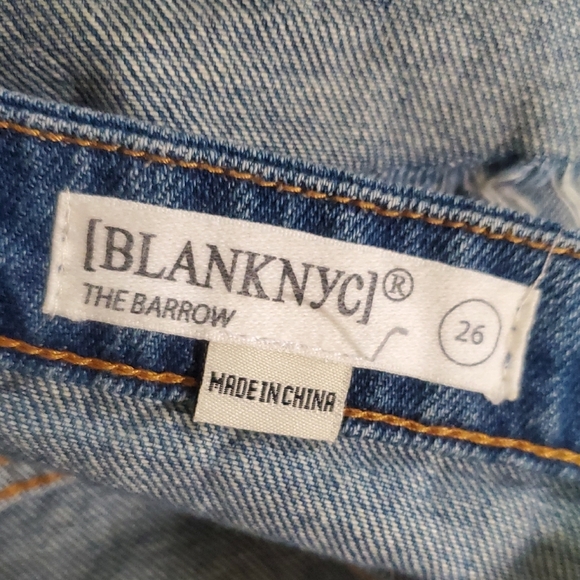 [BLANKNYC]®
THE BARROW
26
MADE IN CHINA